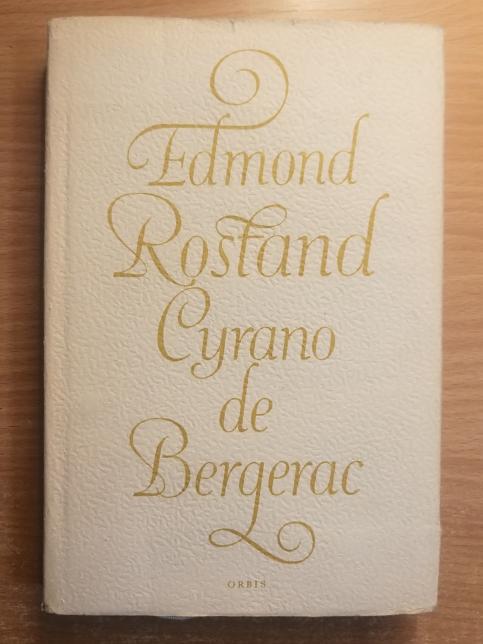 Edmond
Rostand
Cyrano
de
Bergerac
ORBIS